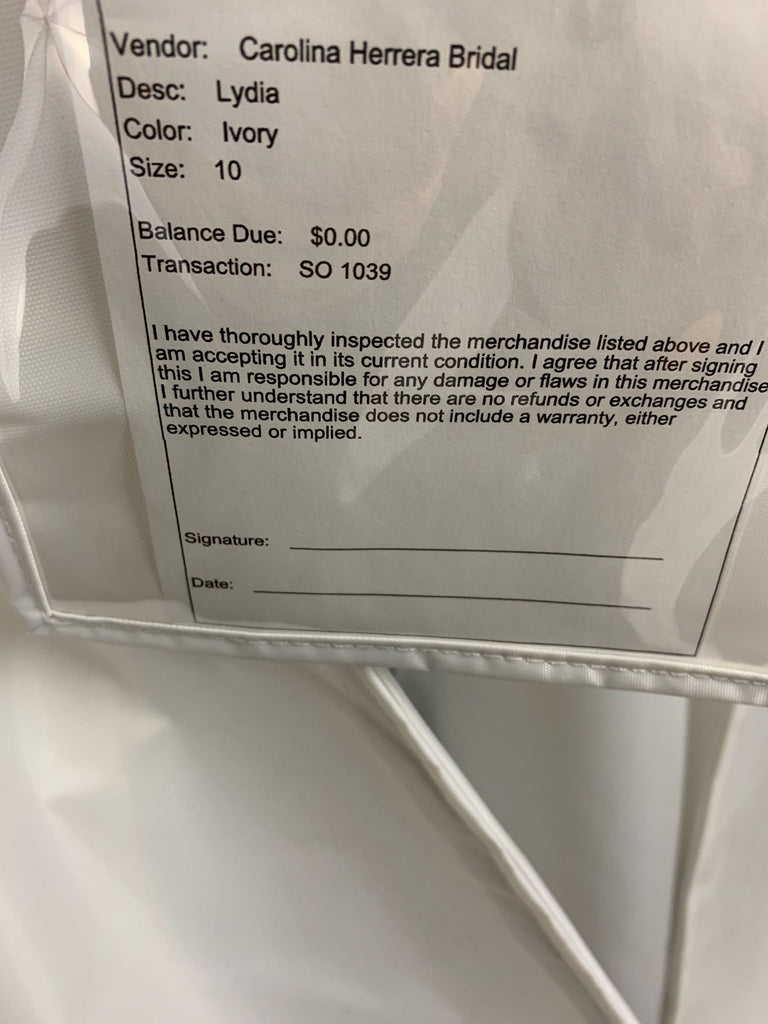 Vendor: Carolina Herrera Bridal
Desc: Lydia
Color: Ivory
Size: 10
Balance Due: $0.00
Transaction: SO 1039
I have thoroughly inspected the merchandise listed above and I
am accepting it in its current condition. I agree that after signing
this I am responsible for any damage or flaws in this merchandise
I further understand that there are no refunds or exchanges and
that the merchandise does not include a warranty, either
expressed or implied.
Signature:
Date: